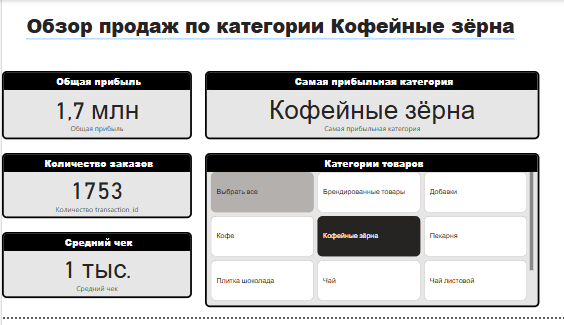 Обзор продаж по категории Кофейные зёрна
Общая прибыль
1,7 млн
Общая прибыль
Самая прибыльная категория
Кофейные зёрна
Самая прибыльная категория
Количество заказов
1753
Количество transaction_id
Средний чек
1 тыс.
Средний чек
Категории товаров
Выбрать все
Брендированные товары
Добавки
Кофе
Кофейные зёрна
Пекарня
Плитка шоколада
Чай
Чай листовой